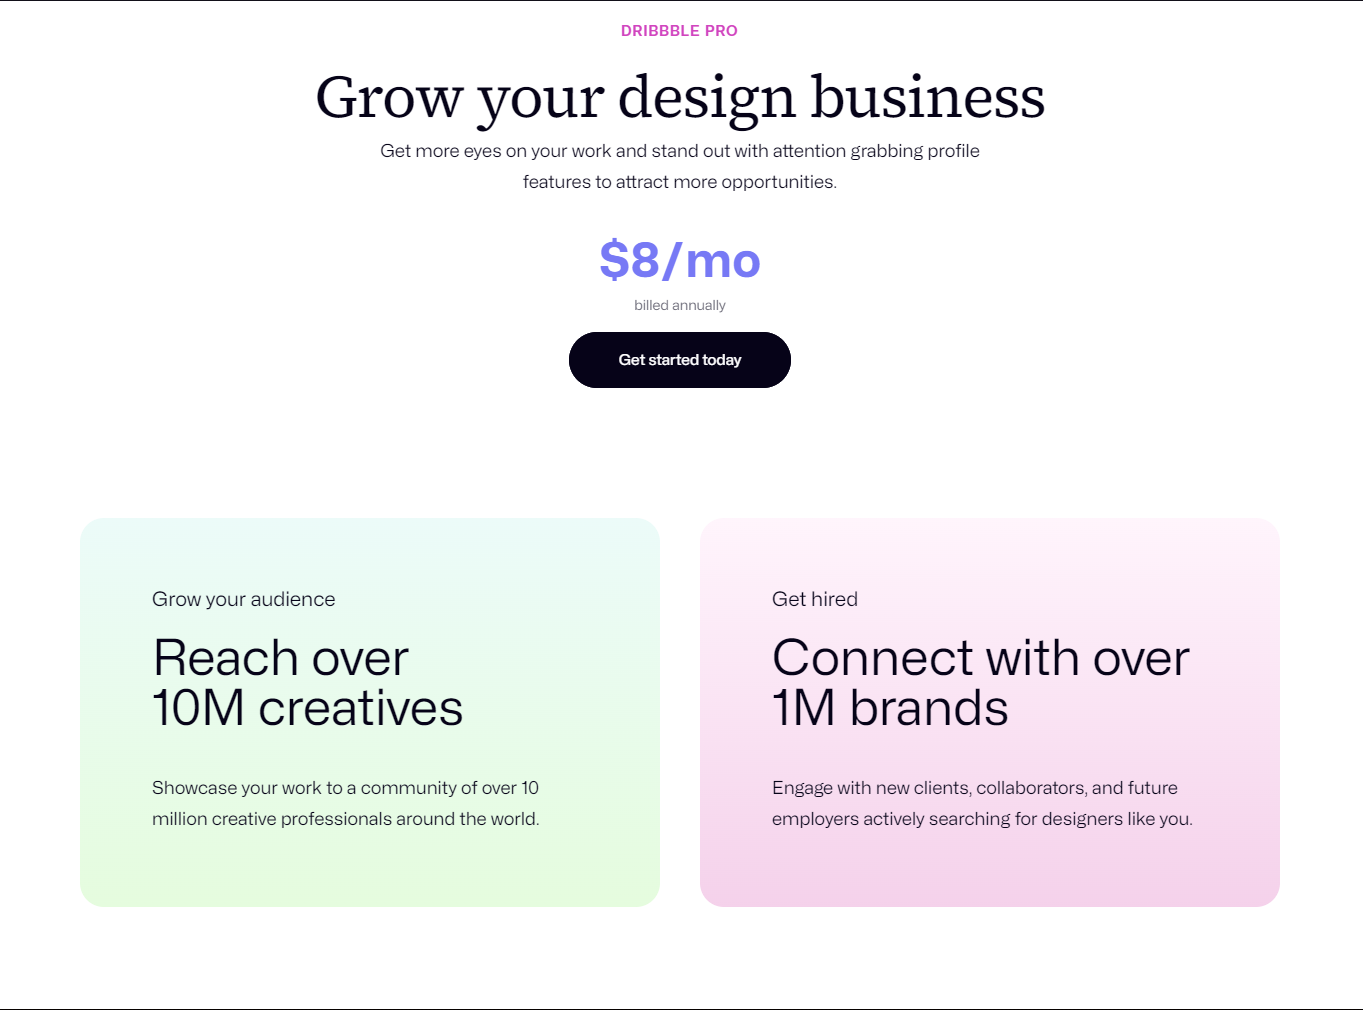 DRIBBBLE PRO
Grow your design business
Get more eyes on your work and stand out with attention grabbing profile
features to attract more opportunities.
$8/mo
billed annually
Get started today
Grow your audience
Reach over
10M creatives
Showcase your work to a community of over 10
million creative professionals around the world.
Get hired
Connect with over
1M brands
Engage with new clients, collaborators, and future
employers actively searching for designers like you.